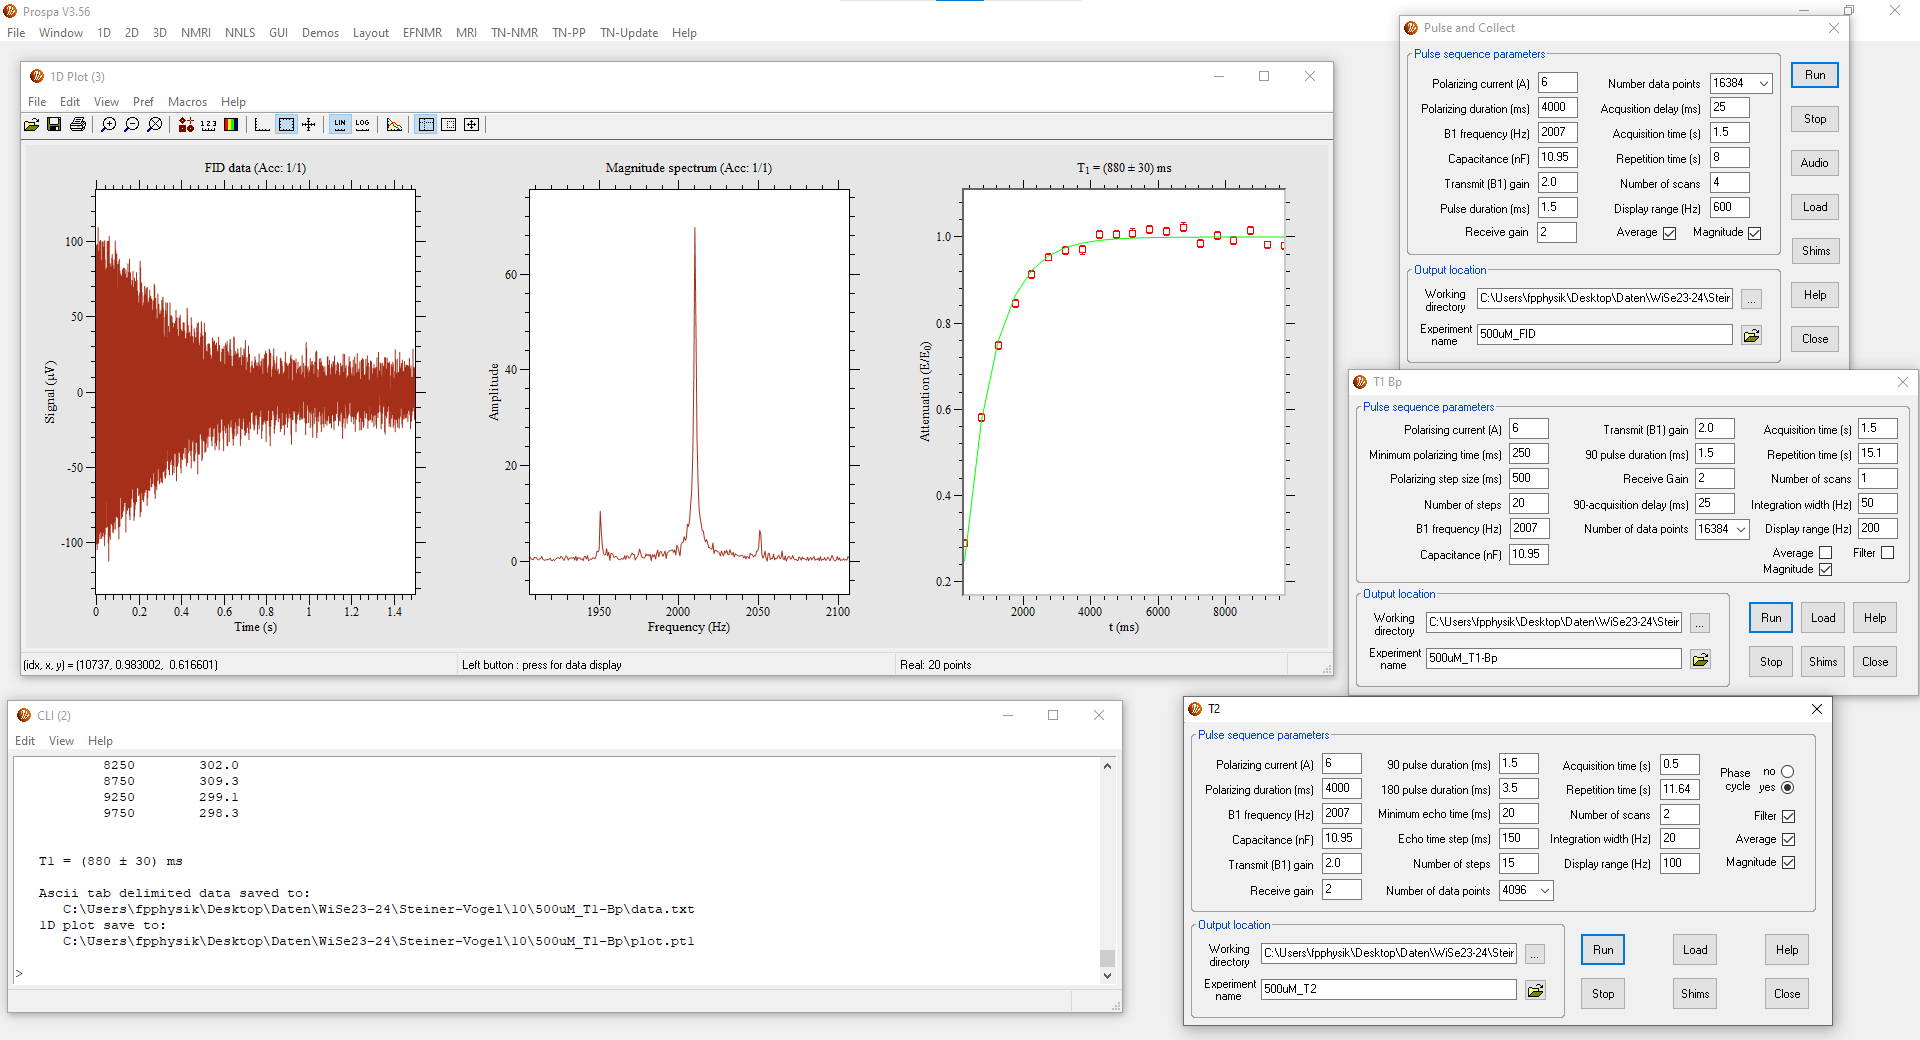 Prospa V3.56
File Window 1D 2D 3D NMRI NNLS GUI Demos Layout EFNMR MRI TN-NMR TN-PP TN-Update Help
1D Plot (3)
File Edit View Pref Macros Help
1 2 3
LIN LOG
FID data (Acc: 1/1)
100
50
0
-50
-100
Signal (µV)
0 0.2 0.4 0.6 0.8 1 1.2 1.4
Time (s)
Magnitude spectrum (Acc: 1/1)
60
40
20
0
Amplitude
1950 2000 2050 2100
Frequency (Hz)
T1 = (880 ± 30) ms
1.0
0.8
0.6
0.4
0.2
Attenuation (E/E0)
2000 4000 6000 8000
t (ms)
(idx, x, y) = (10737, 0.983002, 0.616601) Left button : press for data display Real: 20 points
CLI (2)
Edit View Help
8250 302.0
8750 309.3
9250 299.1
9750 298.3
T1 = (880 ± 30) ms
Ascii tab delimited data saved to:
C:\Users\fpphysik\Desktop\Daten\WiSe23-24\Steiner-Vogel\10\500uM_T1-Bp\data.txt
1D plot save to:
C:\Users\fpphysik\Desktop\Daten\WiSe23-24\Steiner-Vogel\10\500uM_T1-Bp\plot.pt1
>
Pulse and Collect
Pulse sequence parameters
Polarizing current (A) 6 Number data points 16384
Polarizing duration (ms) 4000 Acqusition delay (ms) 25
B1 frequency (Hz) 2007 Acquisition time (s) 1.5
Capacitance (nF) 10.95 Repetition time (s) 8
Transmit (B1) gain 2.0 Number of scans 4
Pulse duration (ms) 1.5 Display range (Hz) 600
Receive gain 2 Average Magnitude
Output location
Working directory C:\Users\fpphysik\Desktop\Daten\WiSe23-24\Steir ...
Experiment name 500uM_FID
Run
Stop
Audio
Load
Shims
Help
Close
T1 Bp
Pulse sequence parameters
Polarising current (A) 6 Transmit (B1) gain 2.0 Acquisition time (s) 1.5
Minimum polarizing time (ms) 250 90 pulse duration (ms) 1.5 Repetition time (s) 15.1
Polarizing step size (ms) 500 Receive Gain 2 Number of scans 1
Number of steps 20 90-acquisition delay (ms) 25 Integration width (Hz) 50
B1 frequency (Hz) 2007 Number of data points 16384 Display range (Hz) 200
Capacitance (nF) 10.95 Average Filter
Magnitude
Output location
Working directory C:\Users\fpphysik\Desktop\Daten\WiSe23-24\Steir ...
Experiment name 500uM_T1-Bp
Run Load Help
Stop Shims Close
T2
Pulse sequence parameters
Polarizing current (A) 6 90 pulse duration (ms) 1.5 Acquisition time (s) 0.5
Polarizing duration (ms) 4000 180 pulse duration (ms) 3.5 Repetition time (s) 11.64
B1 frequency (Hz) 2007 Minimum echo time (ms) 20 Number of scans 2
Capacitance (nF) 10.95 Echo time step (ms) 150 Integration width (Hz) 20
Transmit (B1) gain 2.0 Number of steps 15 Display range (Hz) 100
Receive gain 2 Number of data points 4096
Phase cycle no yes
Filter
Average
Magnitude
Output location
Working directory C:\Users\fpphysik\Desktop\Daten\WiSe23-24\Steir ...
Experiment name 500uM_T2
Run Load Help
Stop Shims Close